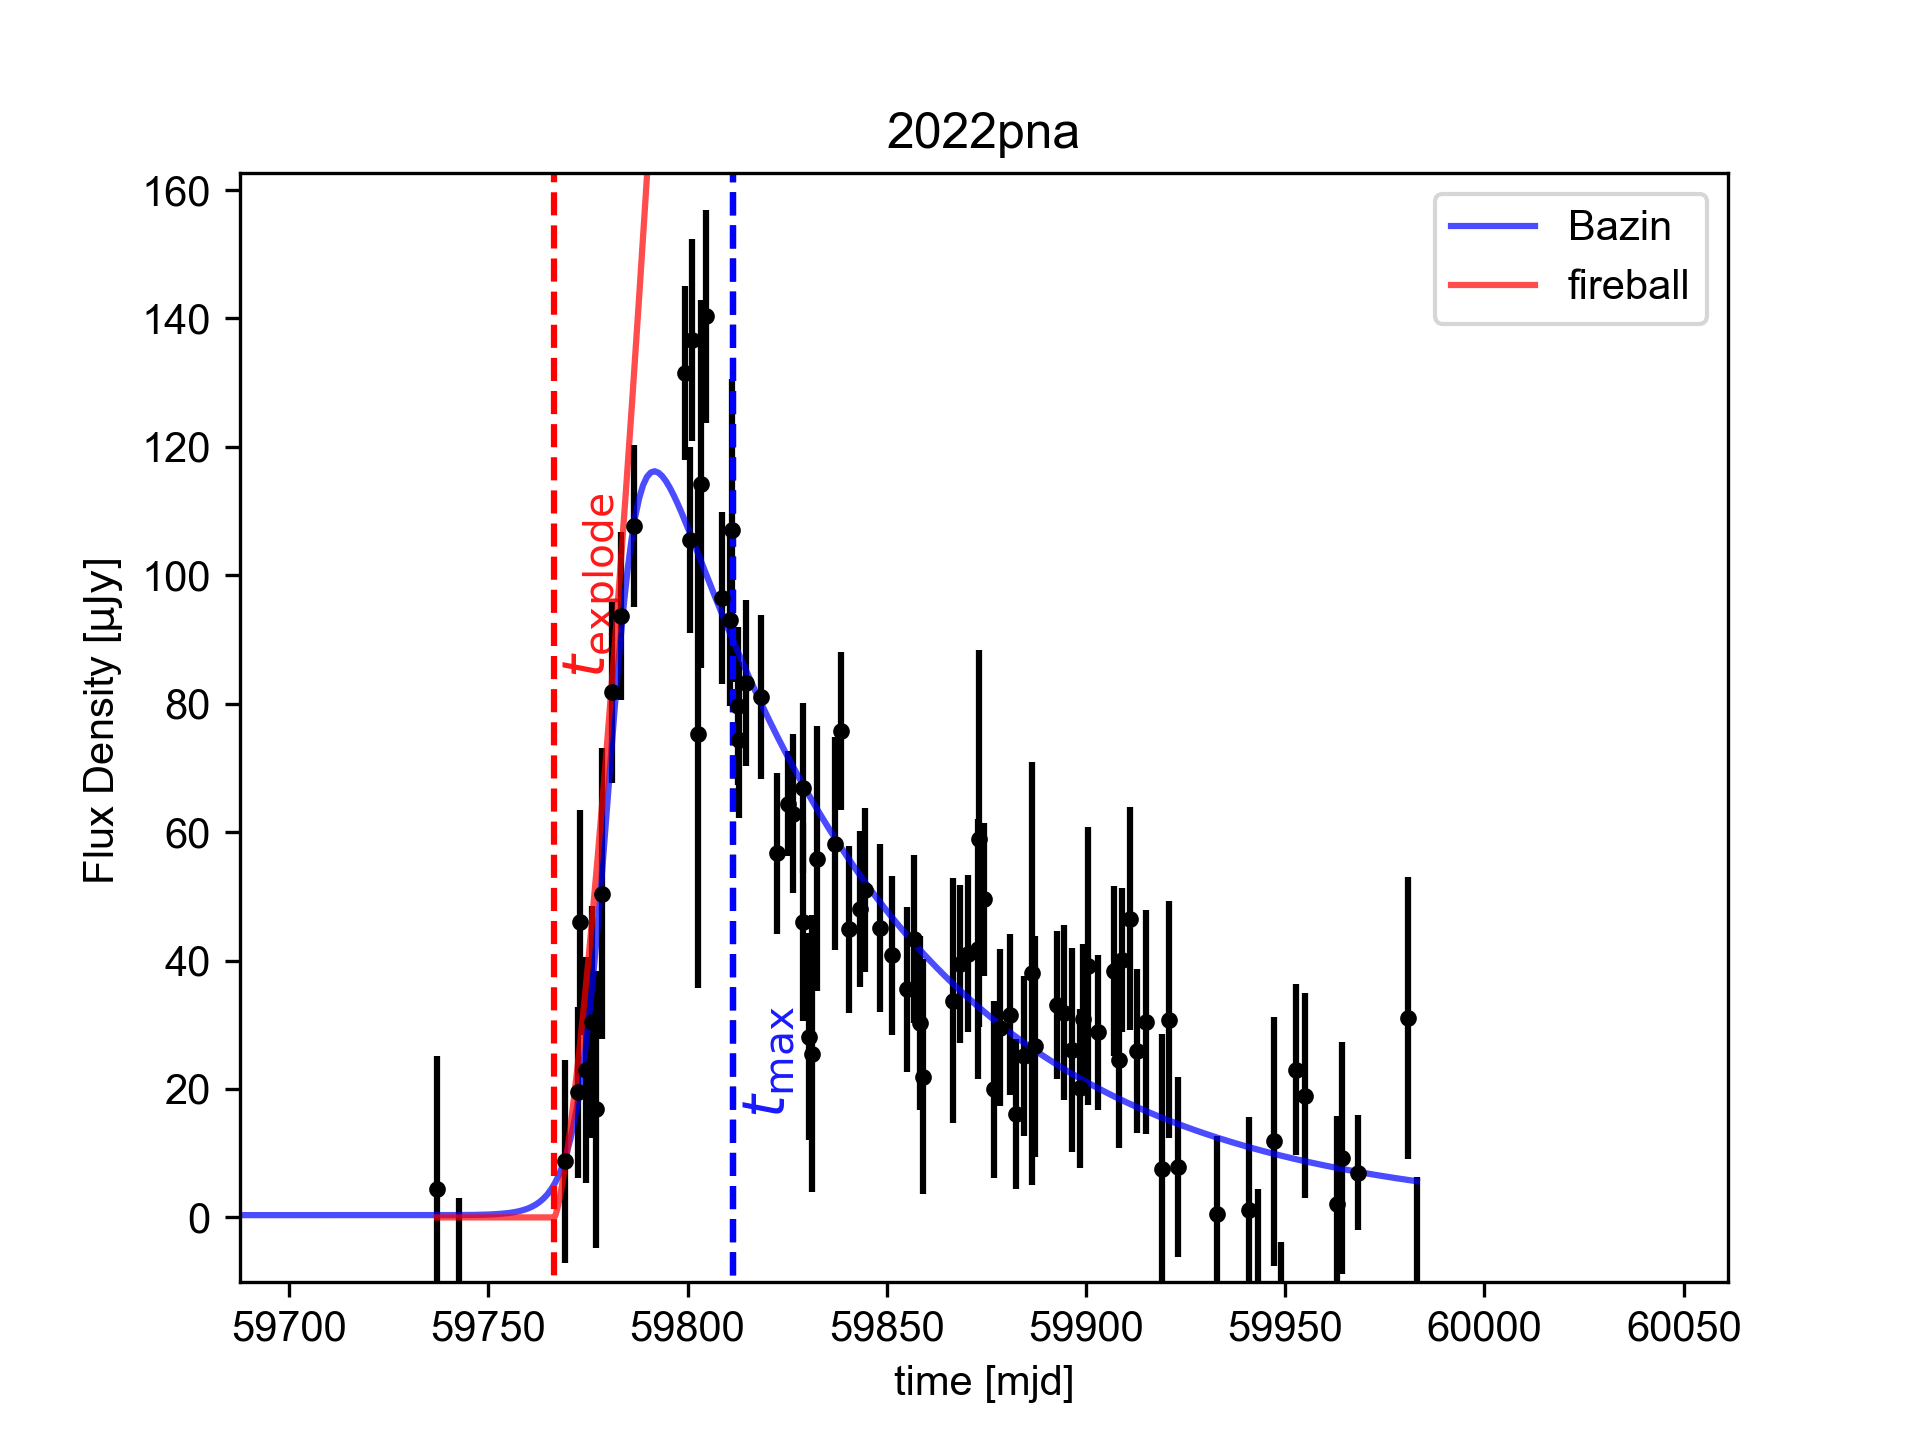 2022pna
Flux Density [µJy]
160
140
120
100
80
60
40
20
0
59700 59750 59800 59850 59900 59950 60000 60050
time [mjd]
Bazin
fireball
t_explode
t_max